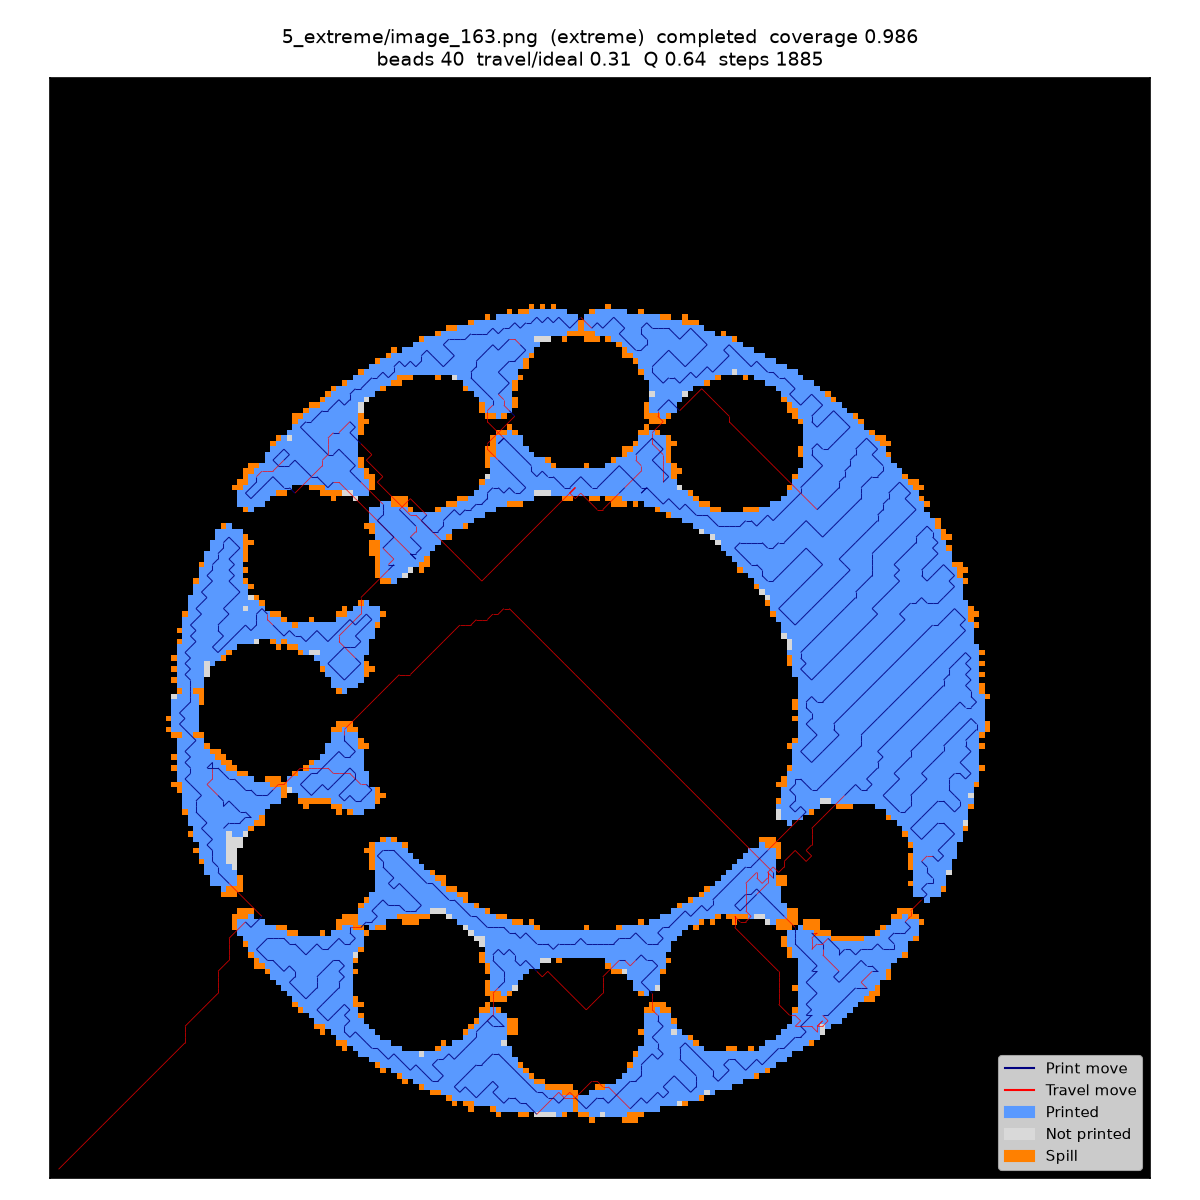 5_extreme/image_163.png  (extreme)  completed  coverage 0.986
beads 40  travel/ideal 0.31  Q 0.64  steps 1885
Print move
Travel move
Printed
Not printed
Spill